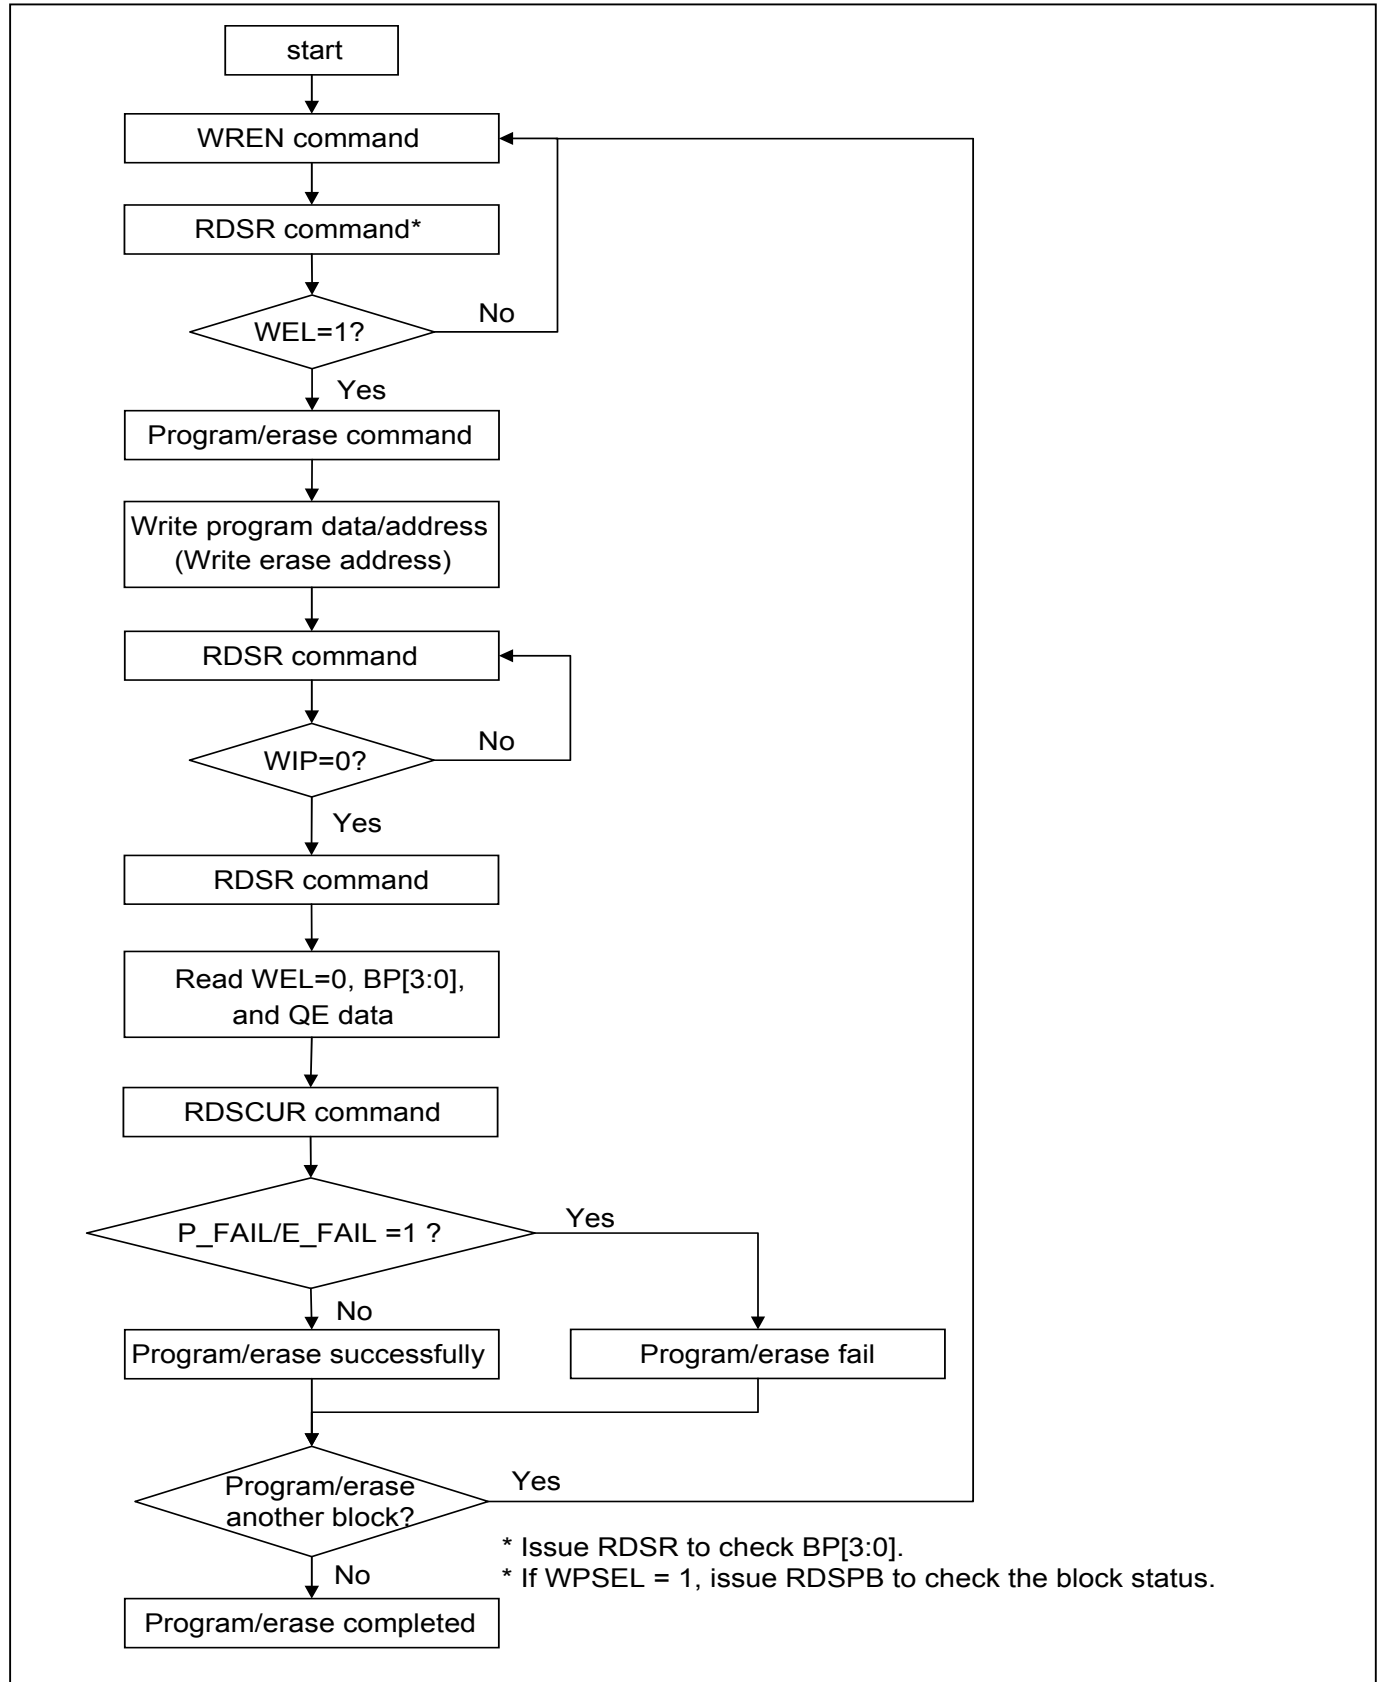 start
WREN command
RDSR command*
WEL=1?
No
Yes
Program/erase command
Write program data/address
(Write erase address)
RDSR command
WIP=0?
No
Yes
RDSR command
Read WEL=0, BP[3:0],
and QE data
RDSCUR command
P_FAIL/E_FAIL =1 ?
Yes
No
Program/erase successfully
Program/erase fail
Program/erase
another block?
Yes
* Issue RDSR to check BP[3:0].
* If WPSEL = 1, issue RDSPB to check the block status.
No
Program/erase completed